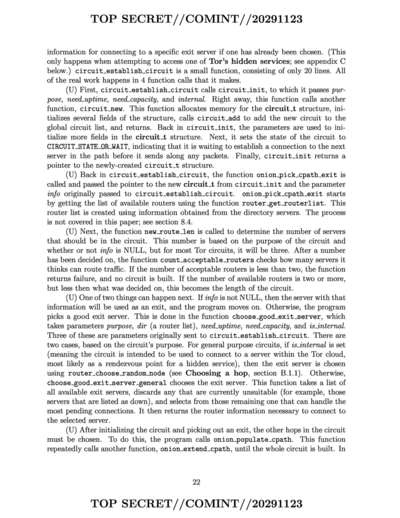 TOP SECRET//COMINT//20291123
information for connecting to a specific exit server if one has already been chosen. (This
only happens when attempting to access one of Tor's hidden services; see appendix C
below.) circuit_establish_circuit is a small function, consisting of only 20 lines. All
of the real work happens in 4 function calls that it makes.
(U) First, circuit_establish_circuit calls circuit_init, to which it passes pur-
pose, need_uptime, need_capacity, and internal. Right away, this function calls another
function, circuit_new. This function allocates memory for the circuit_t structure, ini-
tializes several fields of the structure, calls circuit_add to add the new circuit to the
global circuit list, and returns. Back in circuit_init, the parameters are used to ini-
tialize more fields in the circuit_t structure. Next, it sets the state of the circuit to
CIRCUIT_STATE_OR_WAIT, indicating that it is waiting to establish a connection to the next
server in the path before it sends along any packets. Finally, circuit_init returns a
pointer to the newly-created circuit_t structure.
(U) Back in circuit_establish_circuit, the function onion_pick_cpath_exit is
called and passed the pointer to the new circuit_t from circuit_init and the parameter
info originally passed to circuit_establish_circuit. onion_pick_cpath_exit starts
by getting the list of available routers using the function router_get_routerlist. This
router list is created using information obtained from the directory servers. The process
is not covered in this paper; see section 8.4.
(U) Next, the function new_route_len is called to determine the number of servers
that should be in the circuit. This number is based on the purpose of the circuit and
whether or not info is NULL, but for most Tor circuits, it will be three. After a number
has been decided on, the function count_acceptable_routers checks how many servers it
thinks can route traffic. If the number of acceptable routers is less than two, the function
returns failure, and no circuit is built. If the number of available routers is two or more,
but less then what was decided on, this becomes the length of the circuit.
(U) One of two things can happen next. If info is not NULL, then the server with that
information will be used as an exit, and the program moves on. Otherwise, the program
picks a good exit server. This is done in the function choose_good_exit_server, which
takes parameters purpose, dir (a router list), need_uptime, need_capacity, and is_internal.
Three of these are parameters originally sent to circuit_establish_circuit. There are
two cases, based on the circuit's purpose. For general purpose circuits, if is_internal is set
(meaning the circuit is intended to be used to connect to a server within the Tor cloud,
most likely as a rendezvous point for a hidden service), then the exit server is chosen
using router_choose_random_node (see Choosing a hop, section B.1.1). Otherwise,
choose_good_exit_server_general chooses the exit server. This function takes a list of
all available exit servers, discards any that are currently unsuitable (for example, those
servers that are listed as down), and selects from those remaining one that can handle the
most pending connections. It then returns the router information necessary to connect to
the selected server.
(U) After initializing the circuit and picking out an exit, the other hops in the circuit
must be chosen. To do this, the program calls onion_populate_cpath. This function
repeatedly calls another function, onion_extend_cpath, until the whole circuit is built. In
22
TOP SECRET//COMINT//20291123